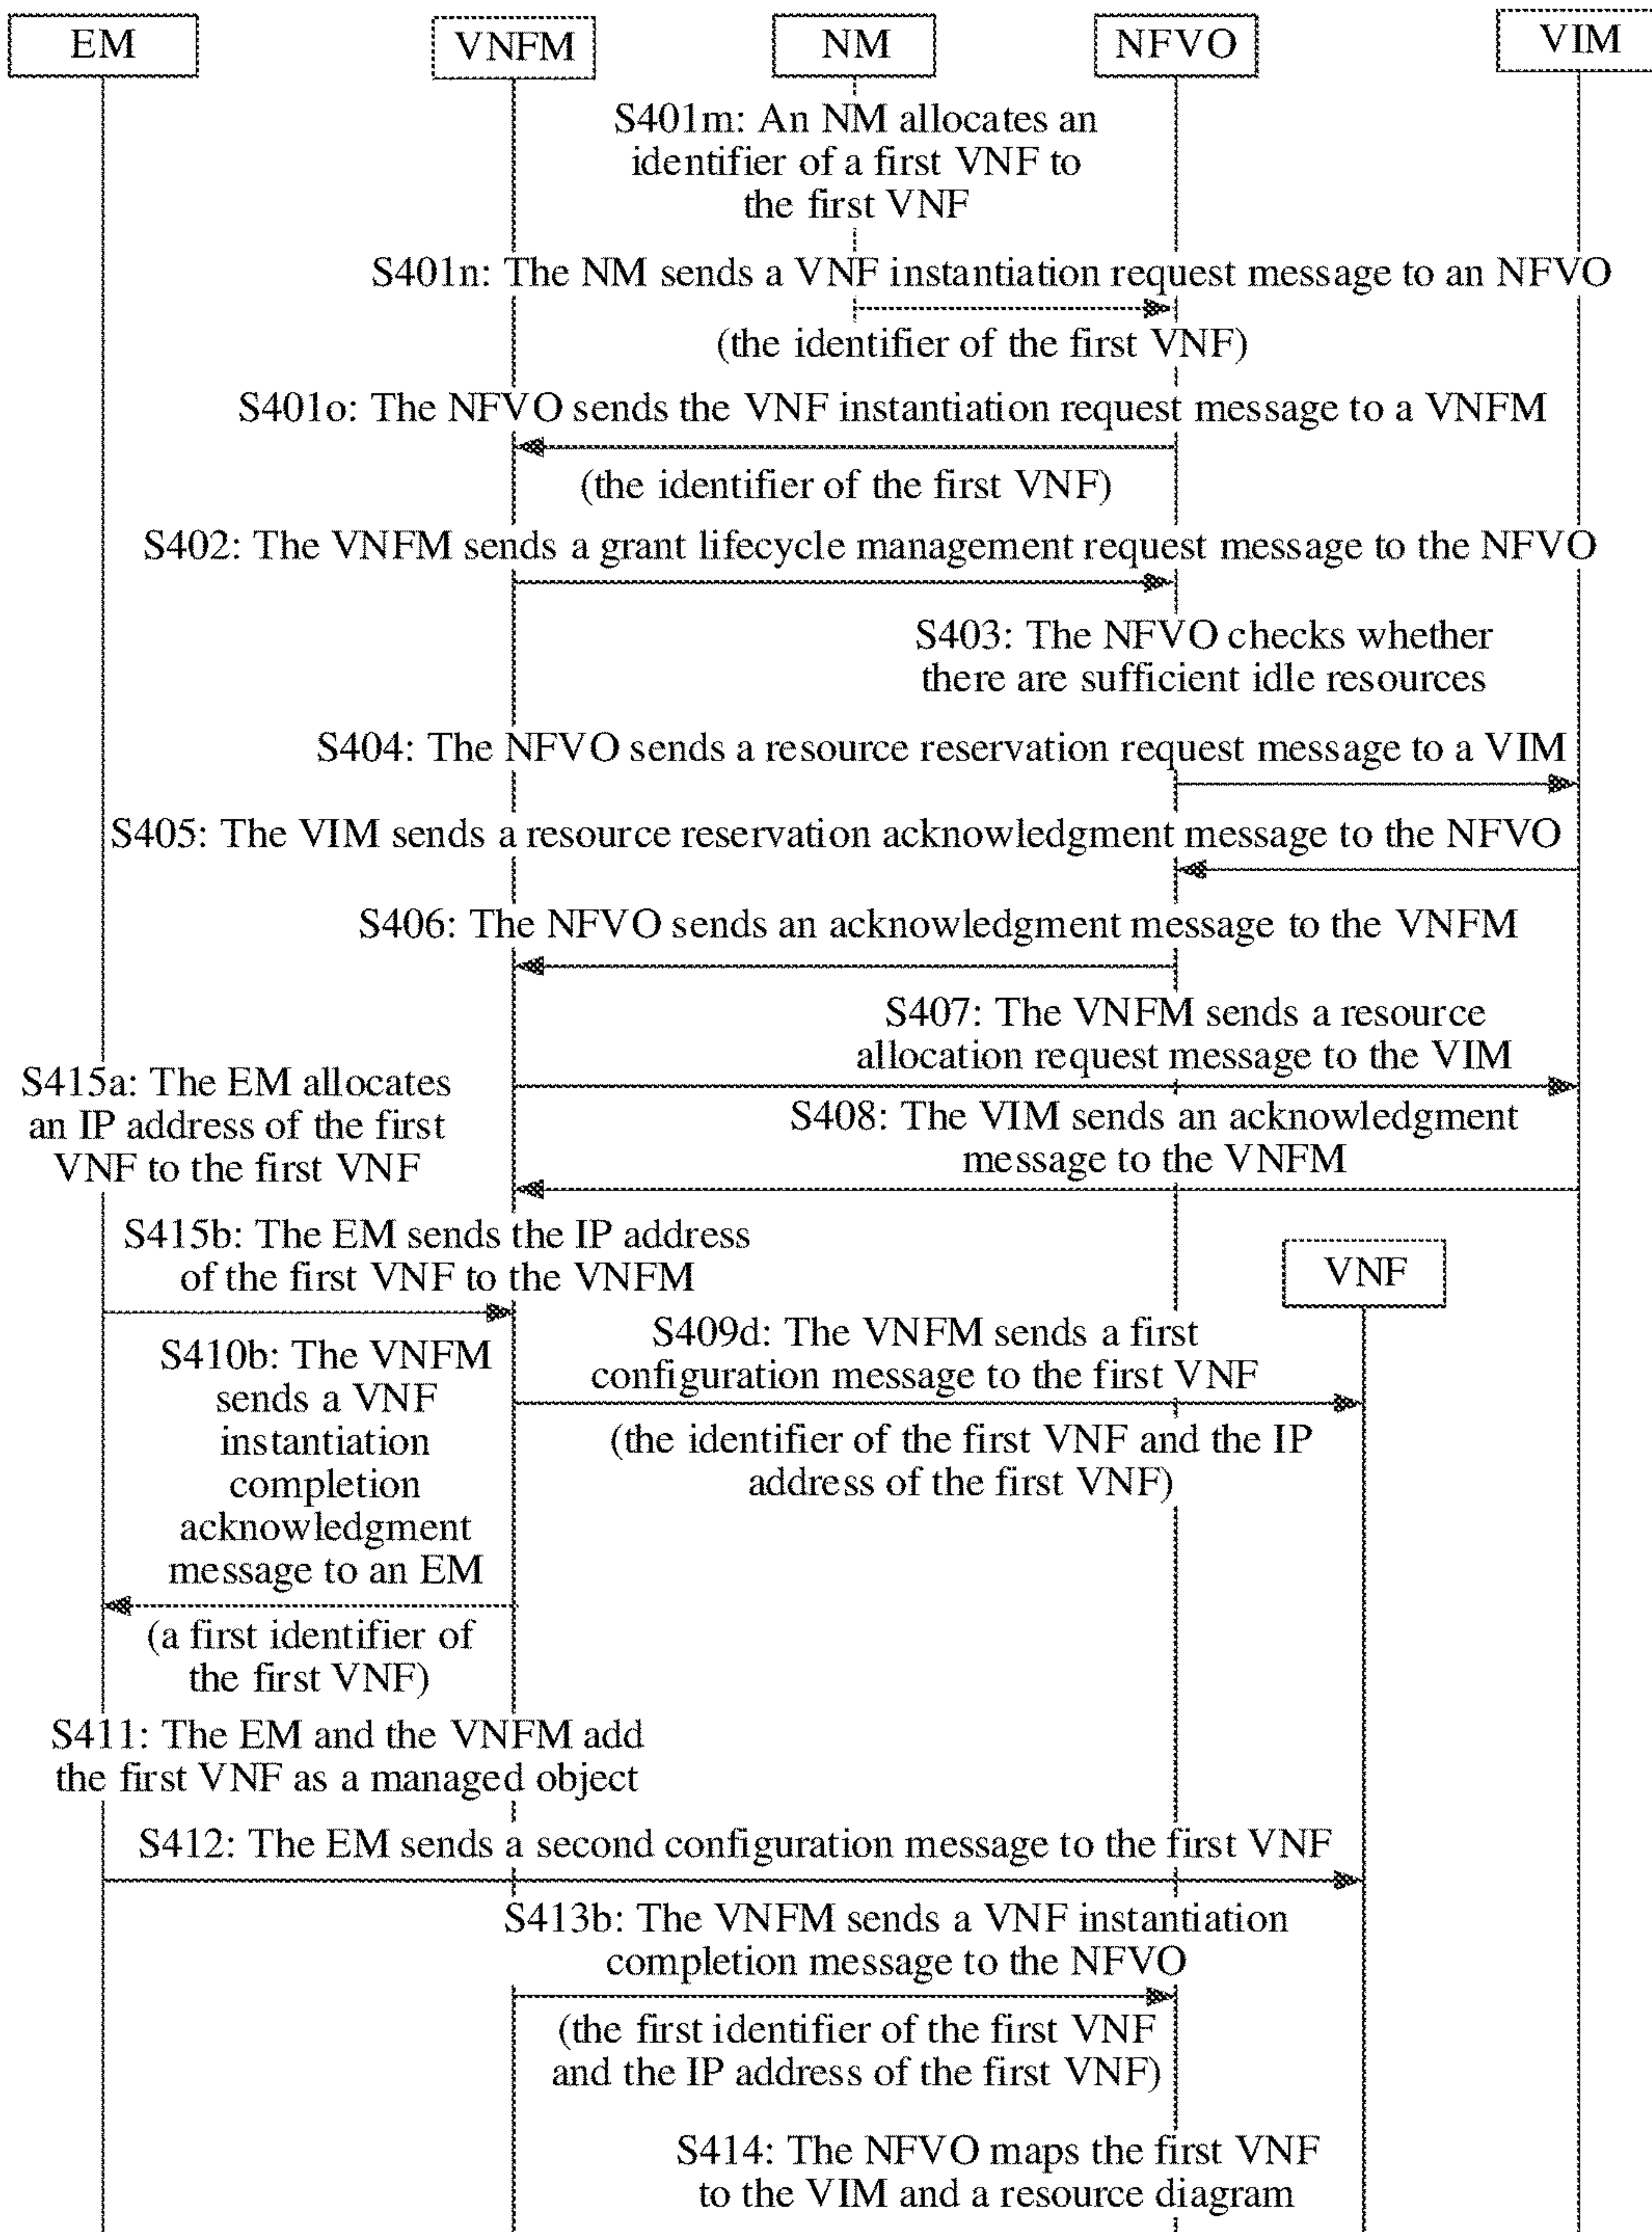 EM
VNFM
NM
NFVO
VIM
S401m: An NM allocates an
identifier of a first VNF to
the first VNF
S401n: The NM sends a VNF instantiation request message to an NFVO
(the identifier of the first VNF)
S401o: The NFVO sends the VNF instantiation request message to a VNFM
(the identifier of the first VNF)
S402: The VNFM sends a grant lifecycle management request message to the NFVO
S403: The NFVO checks whether
there are sufficient idle resources
S404: The NFVO sends a resource reservation request message to a VIM
S405: The VIM sends a resource reservation acknowledgment message to the NFVO
S406: The NFVO sends an acknowledgment message to the VNFM
S407: The VNFM sends a resource
allocation request message to the VIM
S415a: The EM allocates
an IP address of the first
VNF to the first VNF
S408: The VIM sends an acknowledgment
message to the VNFM
S415b: The EM sends the IP address
of the first VNF to the VNFM
VNF
S409d: The VNFM sends a first
configuration message to the first VNF
(the identifier of the first VNF and the IP
address of the first VNF)
S410b: The VNFM
sends a VNF
instantiation
completion
acknowledgment
message to an EM
(a first identifier of
the first VNF)
S411: The EM and the VNFM add
the first VNF as a managed object
S412: The EM sends a second configuration message to the first VNF
S413b: The VNFM sends a VNF instantiation
completion message to the NFVO
(the first identifier of the first VNF
and the IP address of the first VNF)
S414: The NFVO maps the first VNF
to the VIM and a resource diagram